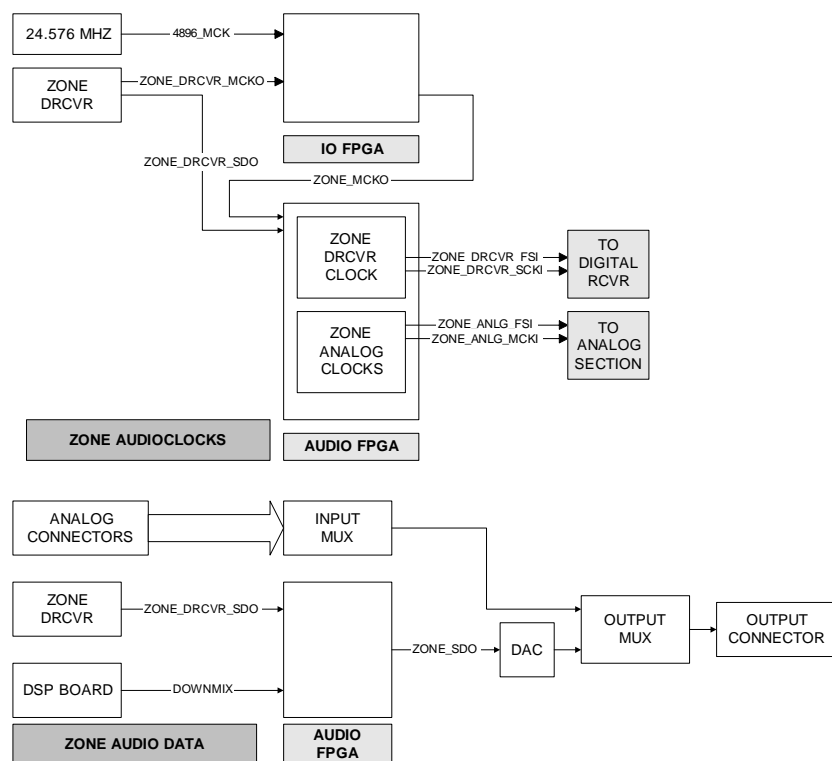 24.576 MHZ
4896_MCK
ZONE
DRCVR
ZONE_DRCVR_MCKO
ZONE_DRCVR_SDO
IO FPGA
ZONE_MCKO
ZONE
DRCVR
CLOCK
ZONE_DRCVR_FSI
ZONE_DRCVR_SCKI
TO
DIGITAL
RCVR
ZONE
ANALOG
CLOCKS
ZONE_ANLG_FSI
ZONE_ANLG_MCKI
TO
ANALOG
SECTION
ZONE AUDIOCLOCKS
AUDIO FPGA
ANALOG
CONNECTORS
INPUT
MUX
ZONE
DRCVR
ZONE_DRCVR_SDO
ZONE_SDO
DAC
OUTPUT
MUX
OUTPUT
CONNECTOR
DSP BOARD
DOWNMIX
ZONE AUDIO DATA
AUDIO
FPGA